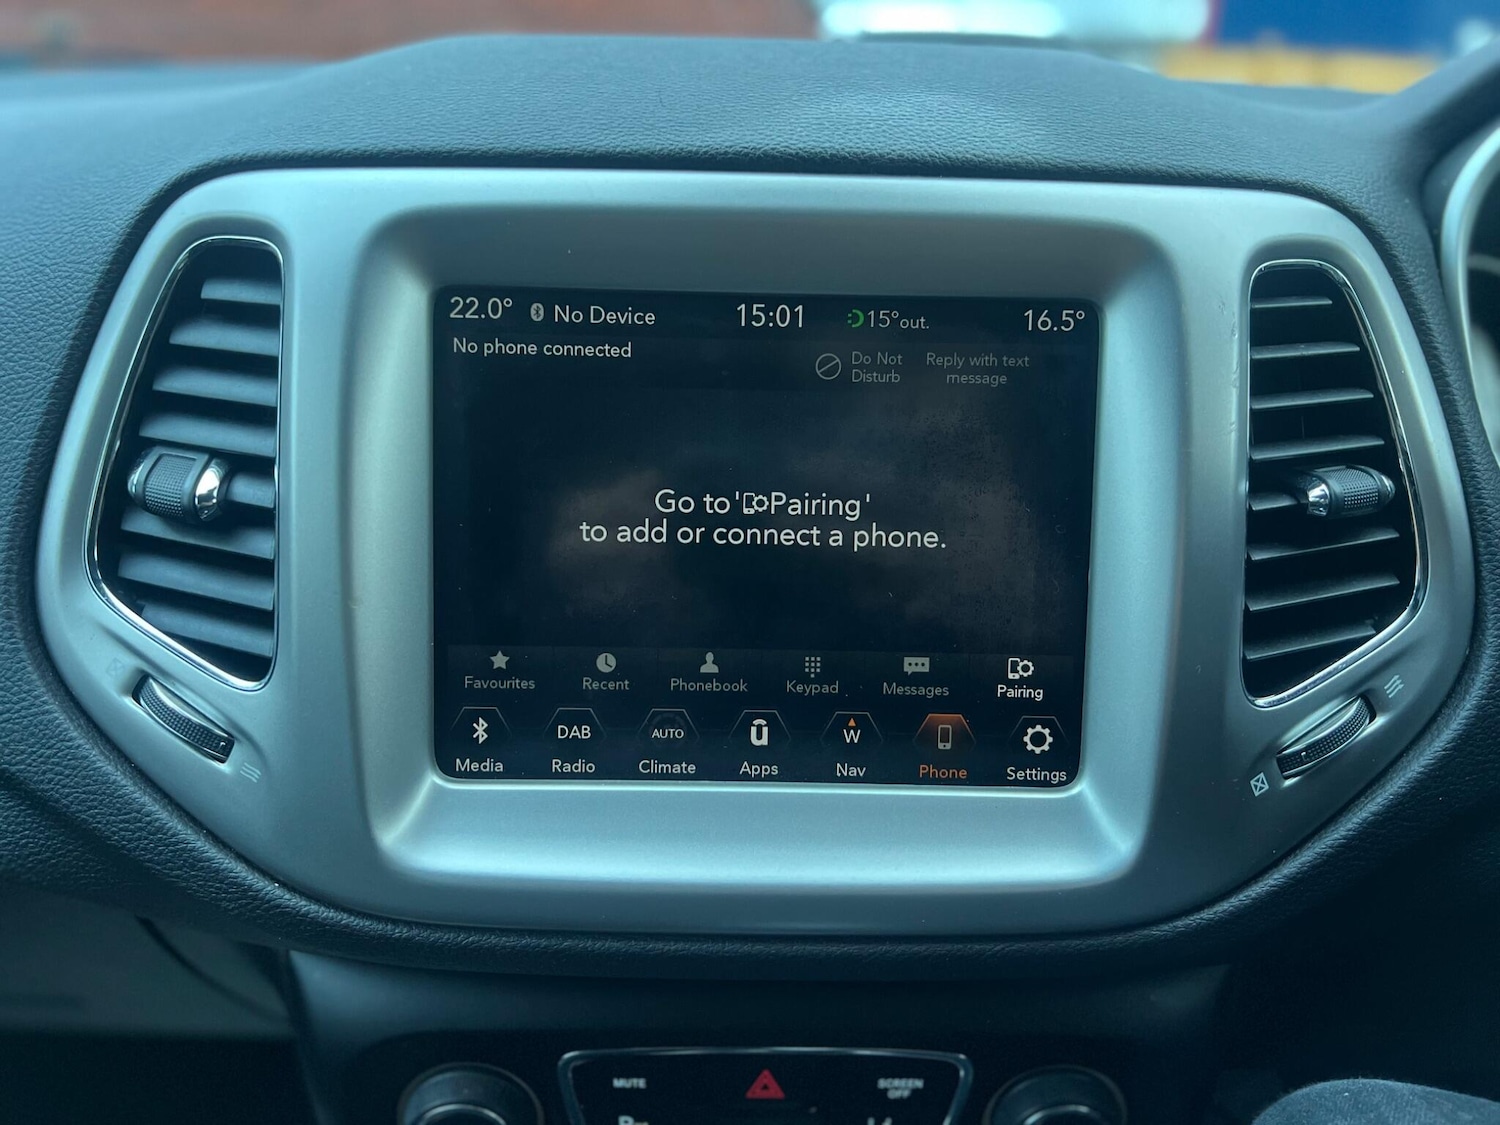 22.0° No Device 15:01 15°out. 16.5°
No phone connected
Do Not Reply with text
Disturb message
Go to 'Pairing'
to add or connect a phone.
Favourites Recent Phonebook Keypad Messages Pairing
DAB AUTO W
Media Radio Climate Apps Nav Phone Settings
MUTE SCREEN
OFF